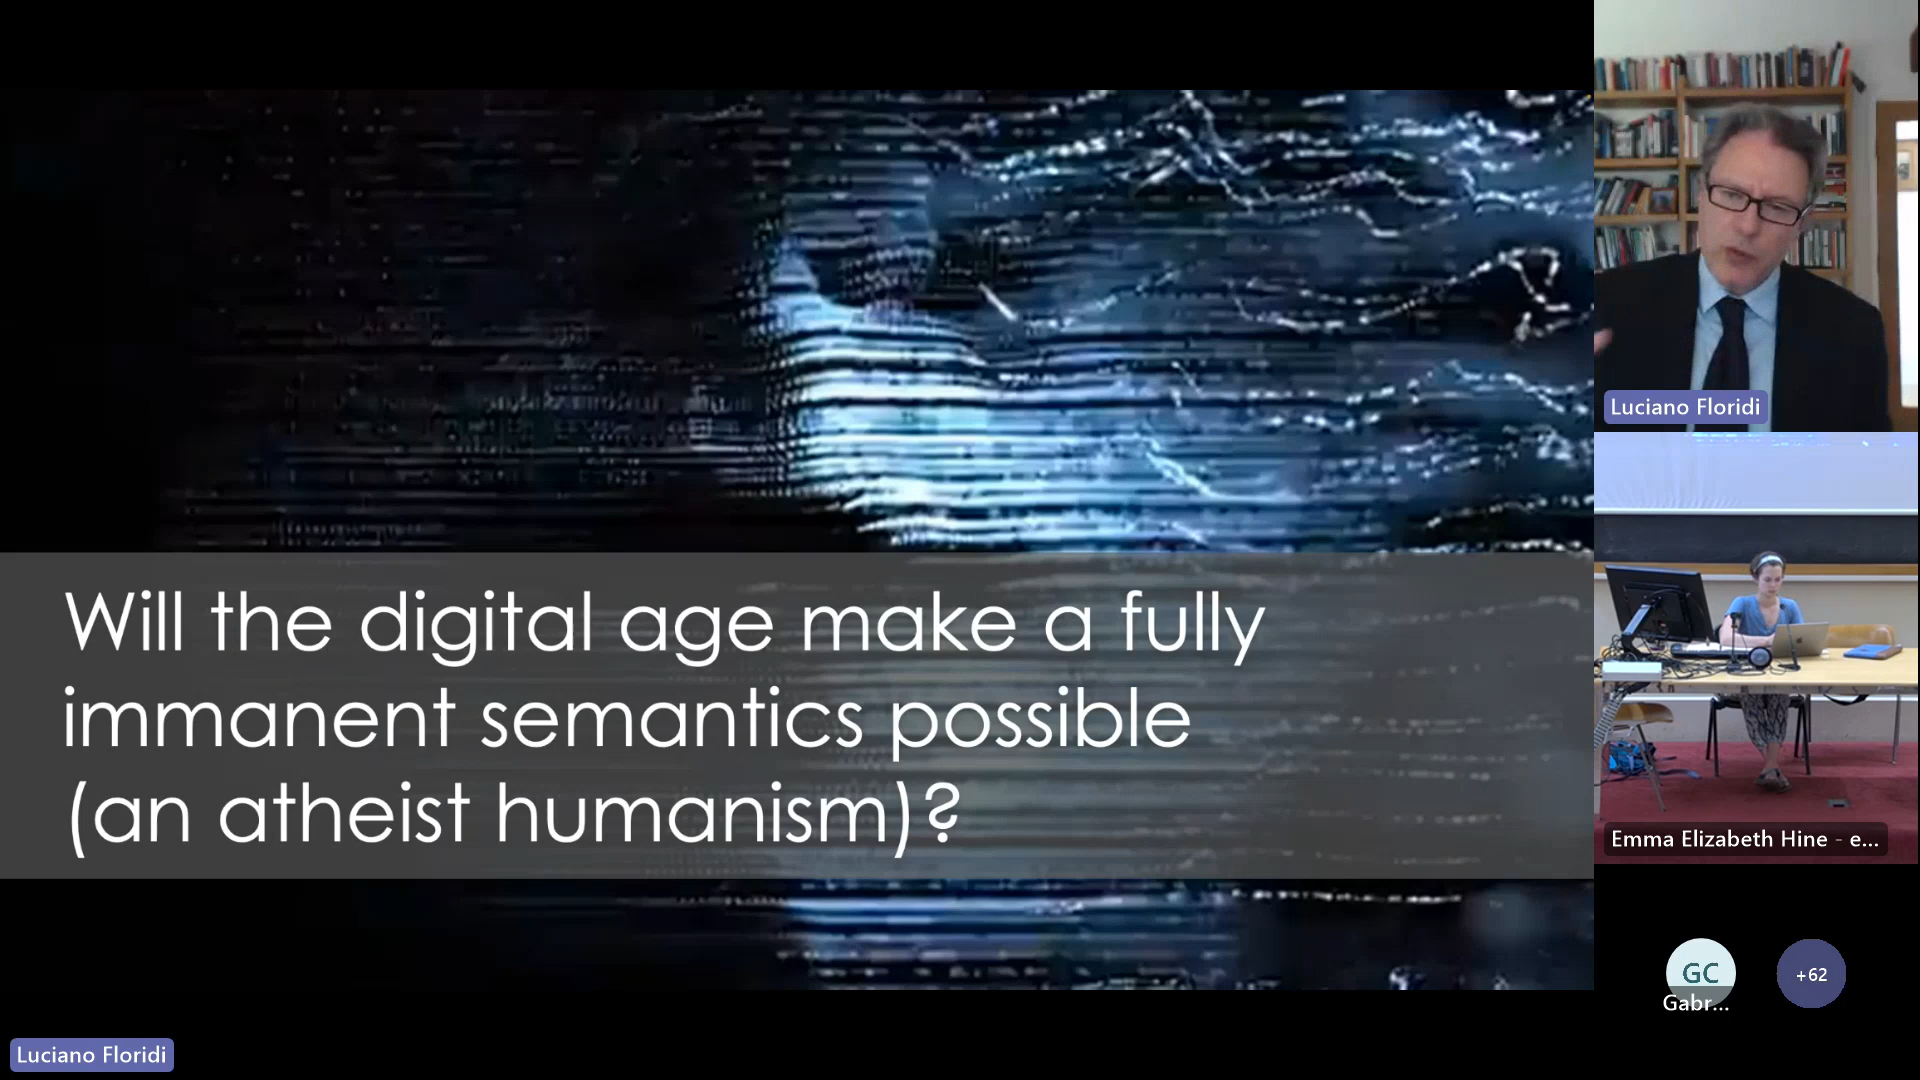 Will the digital age make a fully
immanent semantics possible
(an atheist humanism)?
Luciano Floridi
Emma Elizabeth Hine - e...
GC
Gabr...
+62
Luciano Floridi